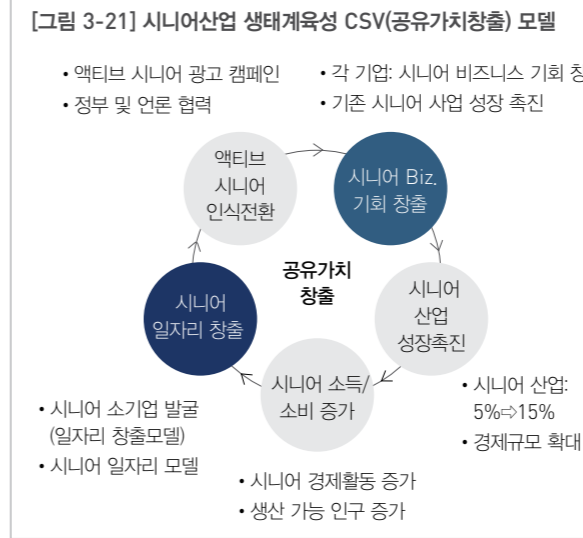 [그림 3-21] 시니어산업 생태계육성 CSV(공유가치창출) 모델
• 액티브 시니어 광고 캠페인
• 정부 및 언론 협력
• 각 기업: 시니어 비즈니스 기회 창
• 기존 시니어 사업 성장 촉진
액티브
시니어
인식전환
시니어 Biz.
기회 창출
공유가치
창출
시니어
일자리 창출
시니어
산업
성장촉진
시니어 소득/
소비 증가
• 시니어 산업:
5%⇨15%
• 경제규모 확대
• 시니어 소기업 발굴
(일자리 창출모델)
• 시니어 일자리 모델
• 시니어 경제활동 증가
• 생산 가능 인구 증가